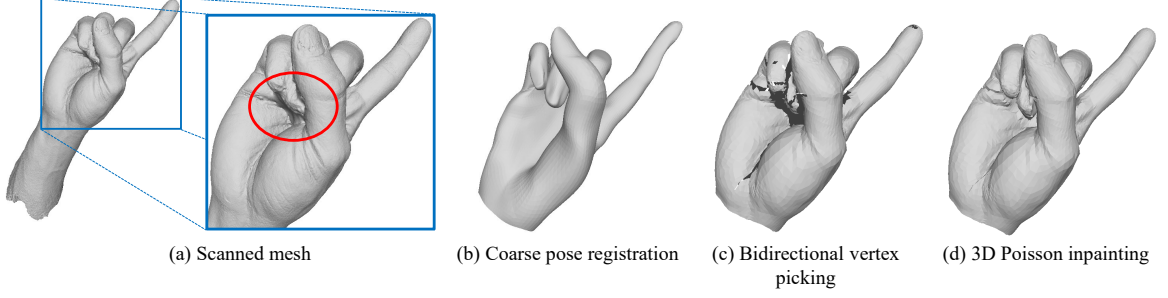 (a) Scanned mesh
(b) Coarse pose registration
(c) Bidirectional vertex
picking
(d) 3D Poisson inpainting